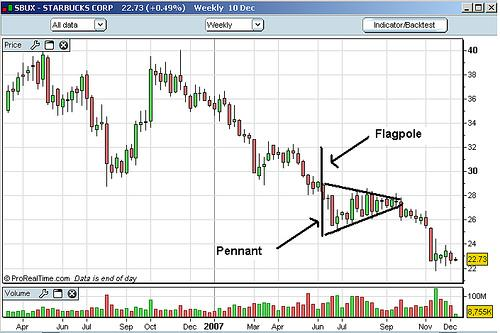 SBUX - STARBUCKS CORP 22.73 (+0.49%) Weekly 10 Dec
All data Weekly Indicator/Backtest
Price
40
38
36
34
32
30
28
26
24
22.73
22
Flagpole
Pennant
© ProRealTime.com Data is end of day
Volume
100M
8,755K
Apr Jun Jul Sep Oct Dec 2007 Mar Apr Jun Jul Sep Oct Nov Dec